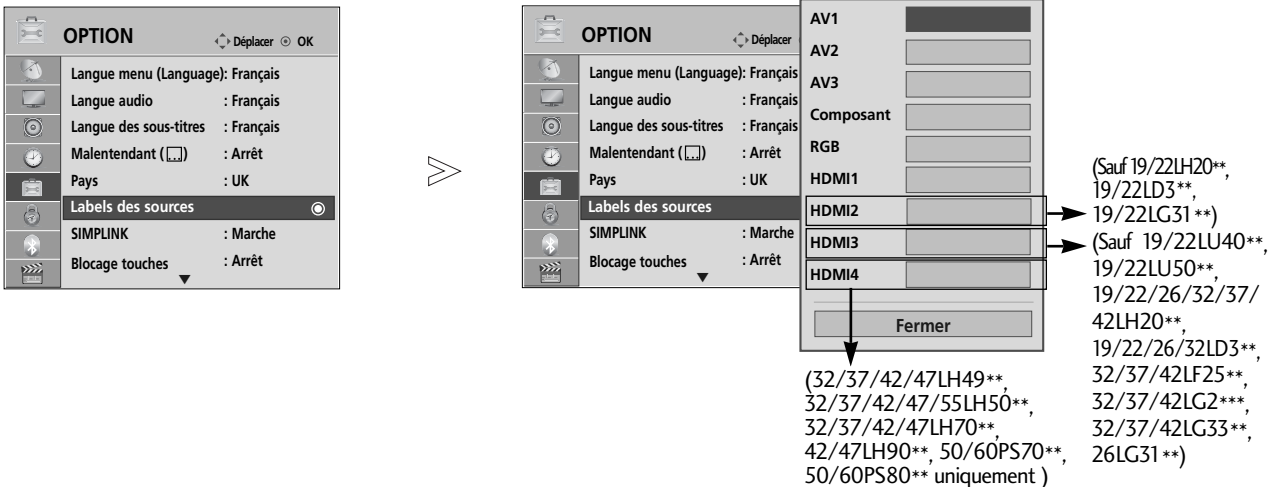 OPTION
Déplacer OK
Langue menu (Language): Français
Langue audio : Français
Langue des sous-titres : Français
Malentendant ( ) : Arrêt
Pays : UK
Labels des sources
SIMPLINK : Marche
Blocage touches : Arrêt
OPTION
Déplacer
Langue menu (Language): Français
Langue audio : Français
Langue des sous-titres : Français
Malentendant ( ) : Arrêt
Pays : UK
Labels des sources
SIMPLINK : Marche
Blocage touches : Arrêt
AV1
AV2
AV3
Composant
RGB
HDMI1
HDMI2
HDMI3
HDMI4
Fermer
(Sauf 19/22LH20**,
19/22LD3**,
19/22LG31**)
(Sauf 19/22LU40**,
19/22LU50**,
19/22/26/32/37/
42LH20**,
19/22/26/32LD3**,
32/37/42LF25**,
32/37/42LG2***,
32/37/42LG33**,
26LG31**)
(32/37/42/47LH49**,
32/37/42/47/55LH50**,
32/37/42/47LH70**,
42/47LH90**, 50/60PS70**,
50/60PS80** uniquement )